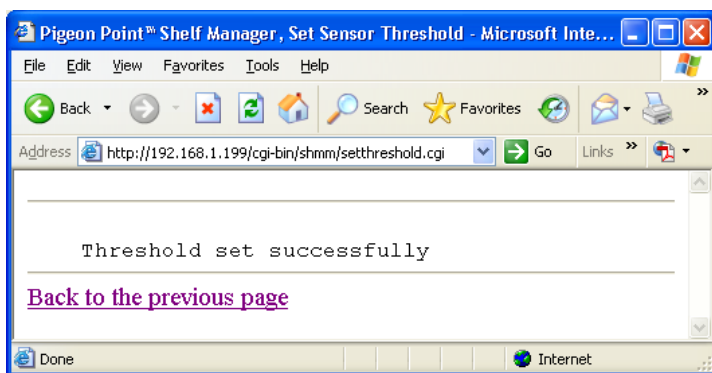 Pigeon Point™ Shelf Manager, Set Sensor Threshold - Microsoft Inte...
File Edit View Favorites Tools Help
Back Search Favorites »
Address http://192.168.1.199/cgi-bin/shmm/setthreshold.cgi Go Links »
Threshold set successfully
Back to the previous page
Done Internet